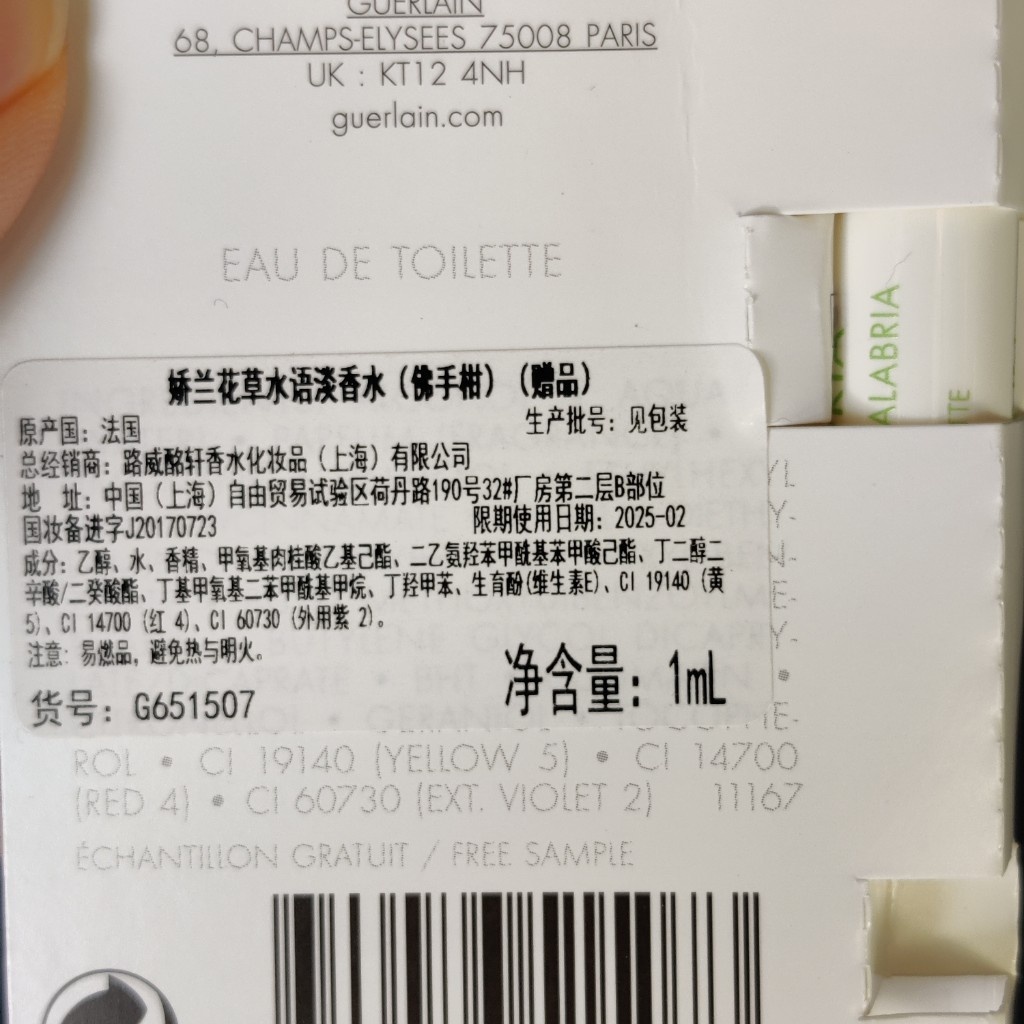 GUERLAIN
68, CHAMPS-ELYSEES 75008 PARIS
UK : KT12 4NH
guerlain.com
EAU DE TOILETTE
娇兰花草水语淡香水（佛手柑）（赠品）
原产国：法国 生产批号：见包装
总经销商：路威酩轩香水化妆品（上海）有限公司
地 址：中国（上海）自由贸易试验区荷丹路190号32#厂房第二层B部位
国妆备进字J20170723 限期使用日期：2025-02
成分：乙醇、水、香精、甲氧基肉桂酸乙基己酯、二乙氨羟苯甲酰基苯甲酸己酯、丁二醇二
辛酸/二癸酸酯、丁基甲氧基二苯甲酰基甲烷、丁羟甲苯、生育酚(维生素E)、CI 19140（黄
5）、CI 14700（红 4）、CI 60730（外用紫 2）。
注意：易燃品，避免热与明火。
货号：G651507 净含量：1mL
ROL • CI 19140 (YELLOW 5) • CI 14700
(RED 4) • CI 60730 (EXT. VIOLET 2) 11167
ÉCHANTILLON GRATUIT / FREE SAMPLE
ALABRIA
TTE